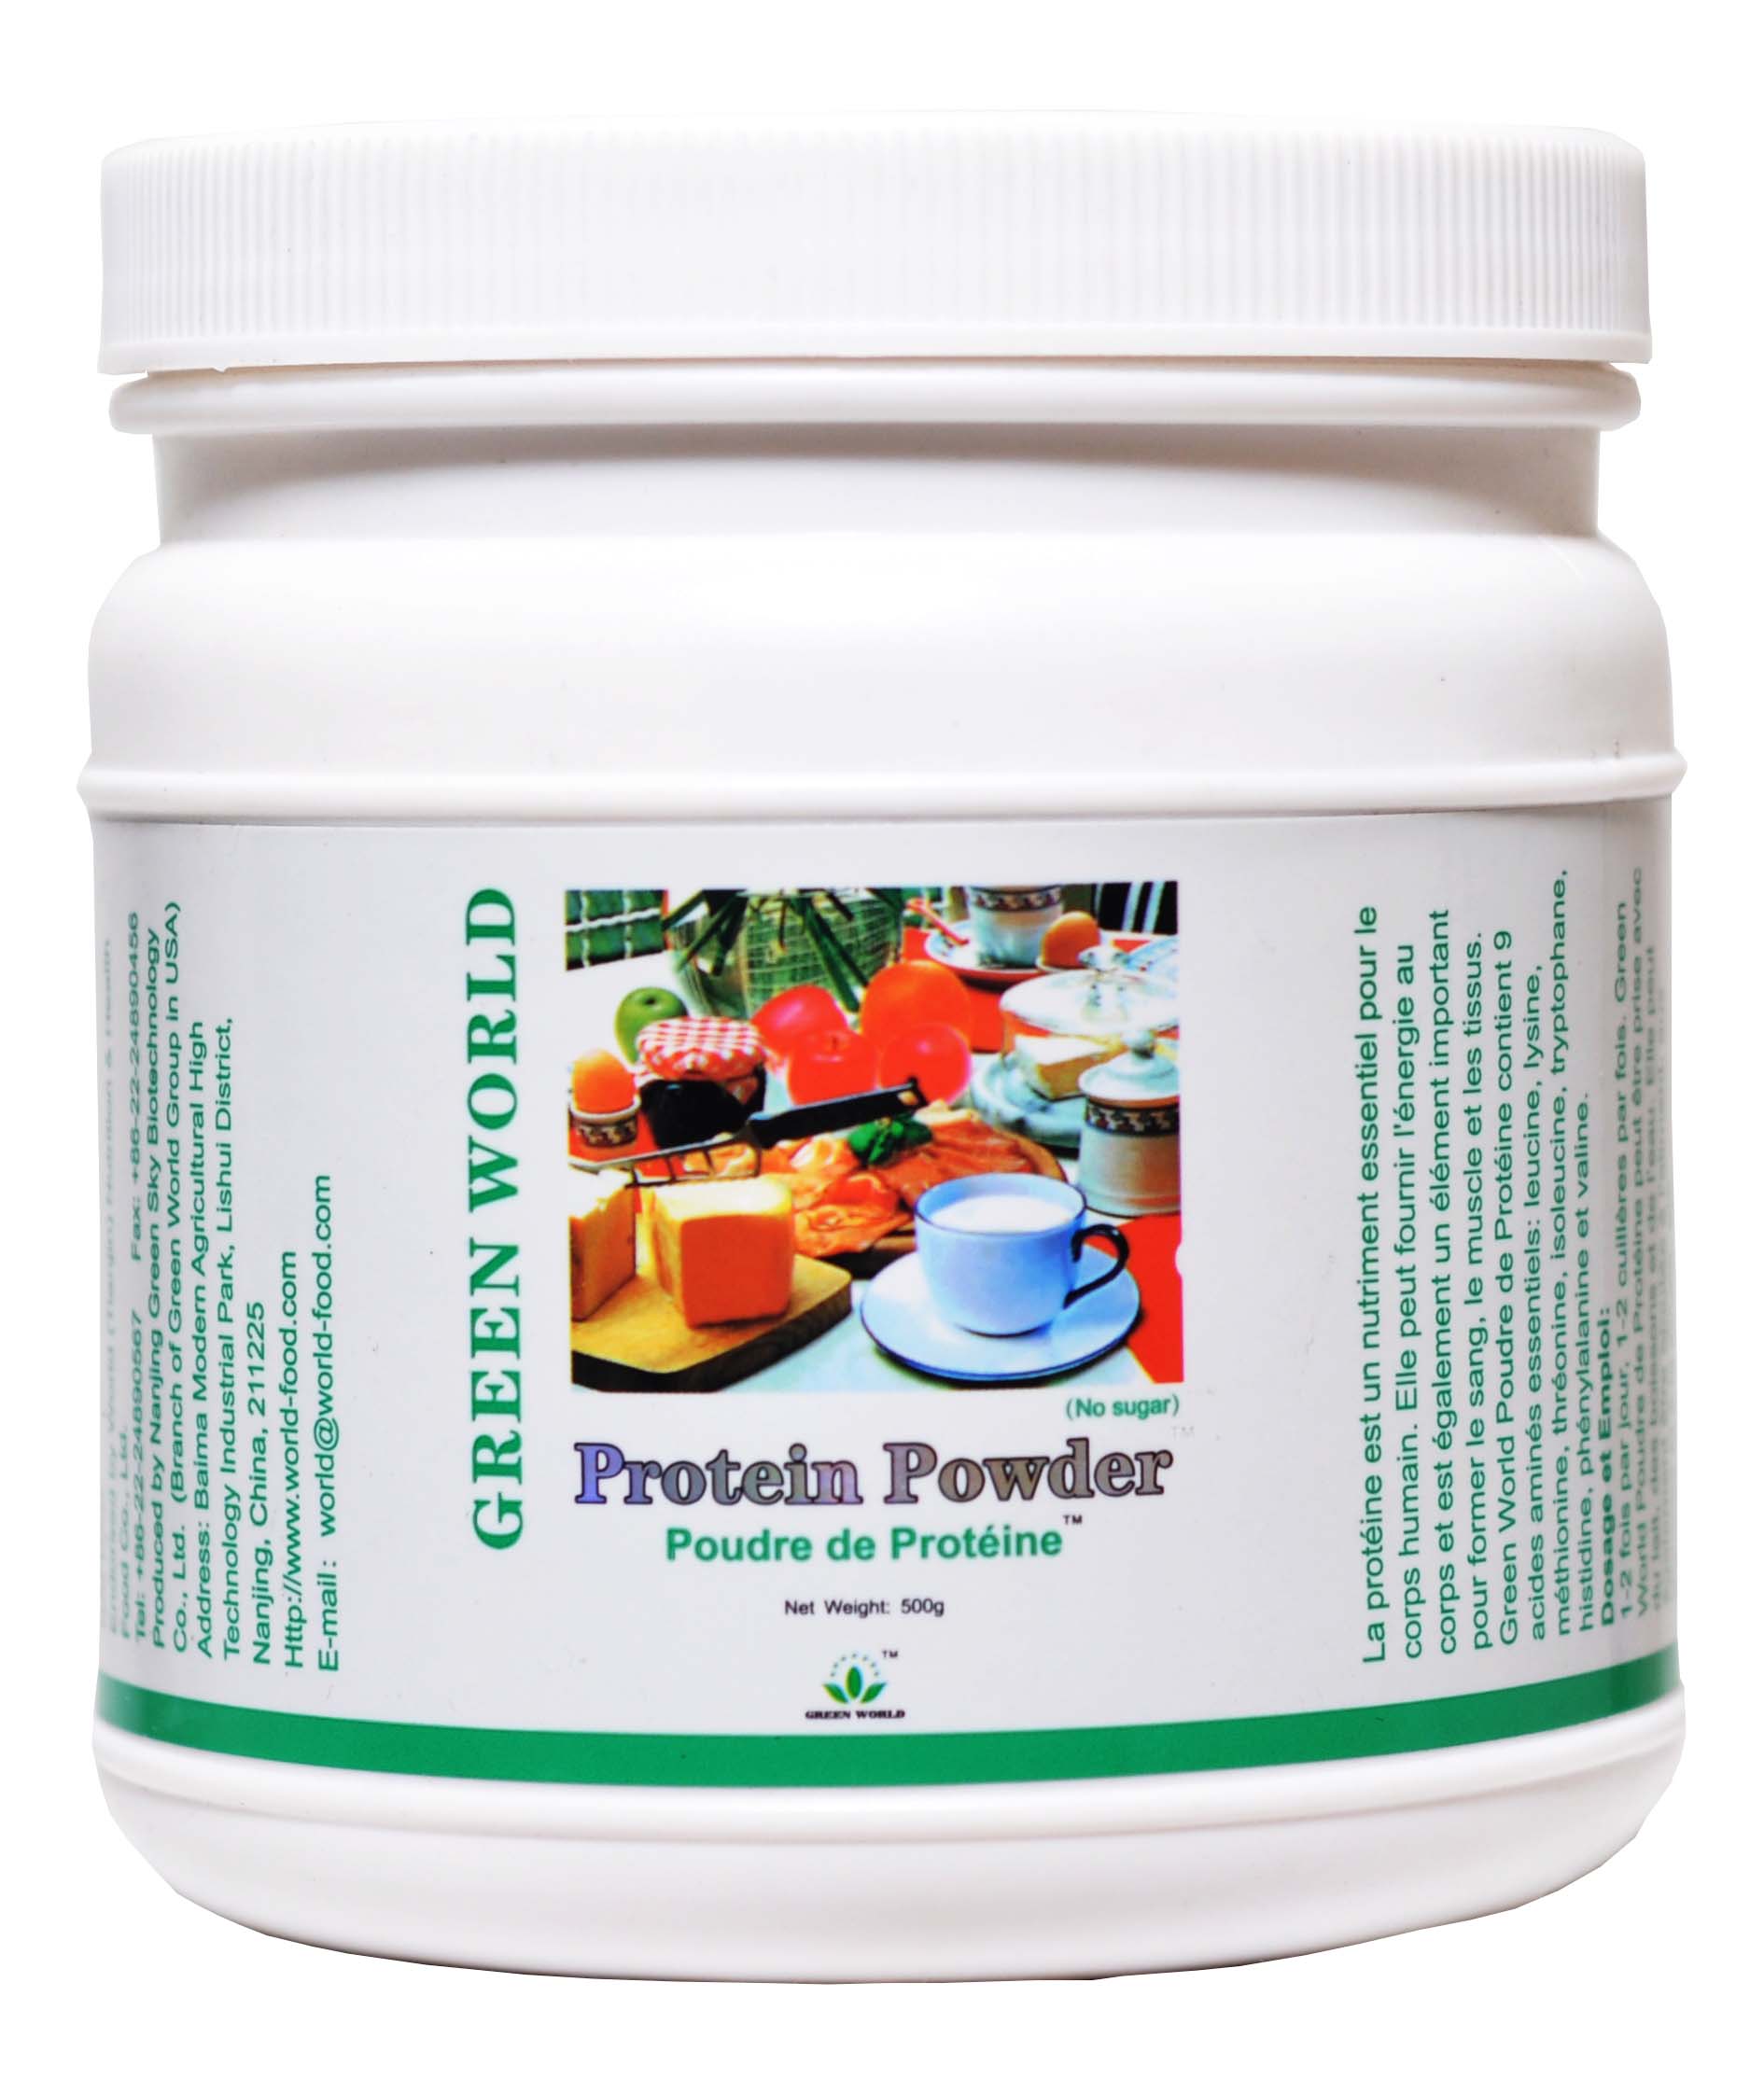 Food Co., Ltd.
Tel: +86-22-24890567 Fax: +86-22-24890456
Produced by Nanjing Green Sky Biotechnology
Co., Ltd. (Branch of Green World Group in USA)
Address: Baima Modern Agricultural High
Technology Industrial Park, Lishui District,
Nanjing, China, 211225
Http://www.world-food.com
E-mail: world@world-food.com
GREEN WORLD
(No sugar)
Protein Powder™
Poudre de Protéine™
Net Weight: 500g
™
GREEN WORLD
La protéine est un nutriment essentiel pour le
corps humain. Elle peut fournir l'énergie au
corps et est également un élément important
pour former le sang, le muscle et les tissus.
Green World Poudre de Protéine contient 9
acides aminés essentiels: leucine, lysine,
méthionine, thréonine, isoleucine, tryptophane,
histidine, phénylalanine et valine.
Dosage et Emploi:
1-2 fois par jour, 1-2 cuillères par fois. Green
World Poudre de Protéine peut être prise avec